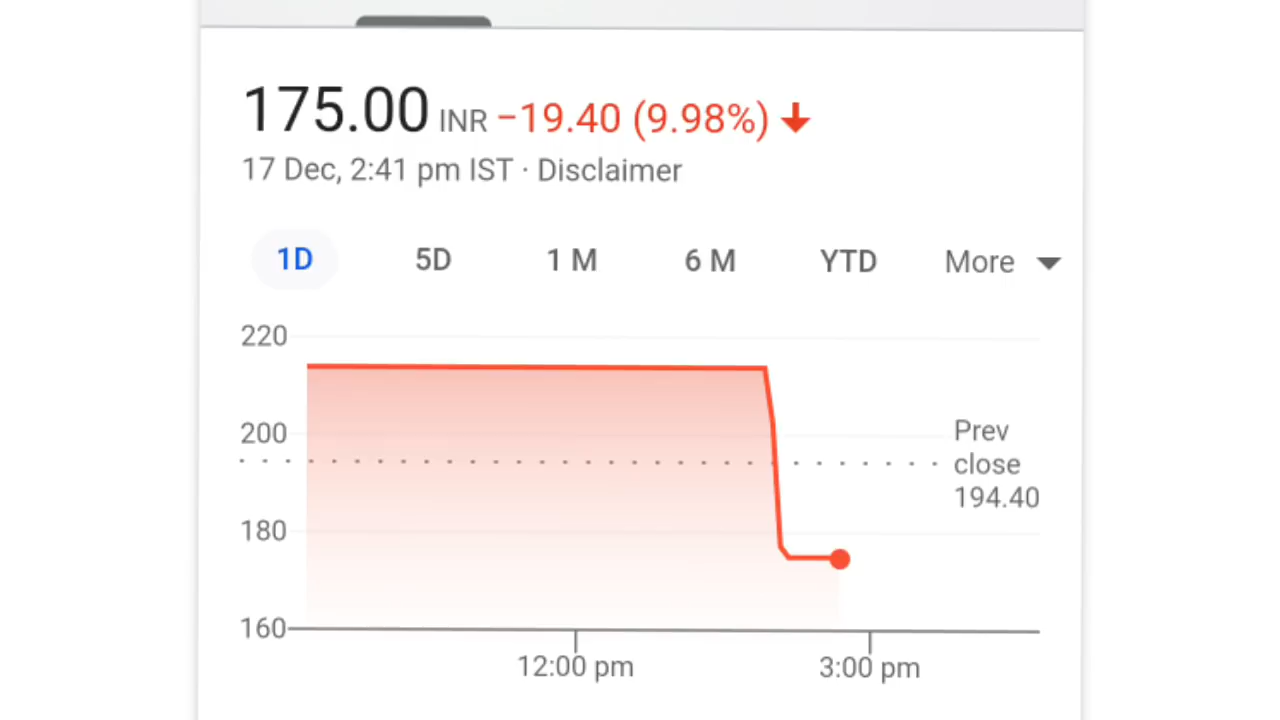 175.00 INR −19.40 (9.98%)
17 Dec, 2:41 pm IST · Disclaimer
1D 5D 1 M 6 M YTD More
220
200
Prev
close
194.40
180
160
12:00 pm 3:00 pm